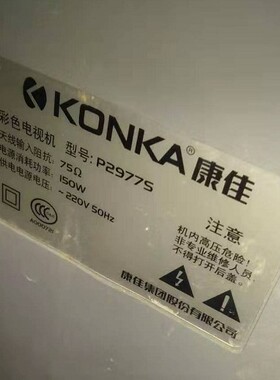 KONKA® 康佳
彩色电视机 型号: P2977S
天线输入阻抗: 75Ω
电源消耗功率: 150W
供电电源电压: ~220V 50Hz
注意
机内高压危险!
非专业维修人员
不得打开后盖。
CCC
A000721
康佳集团股份有限公司